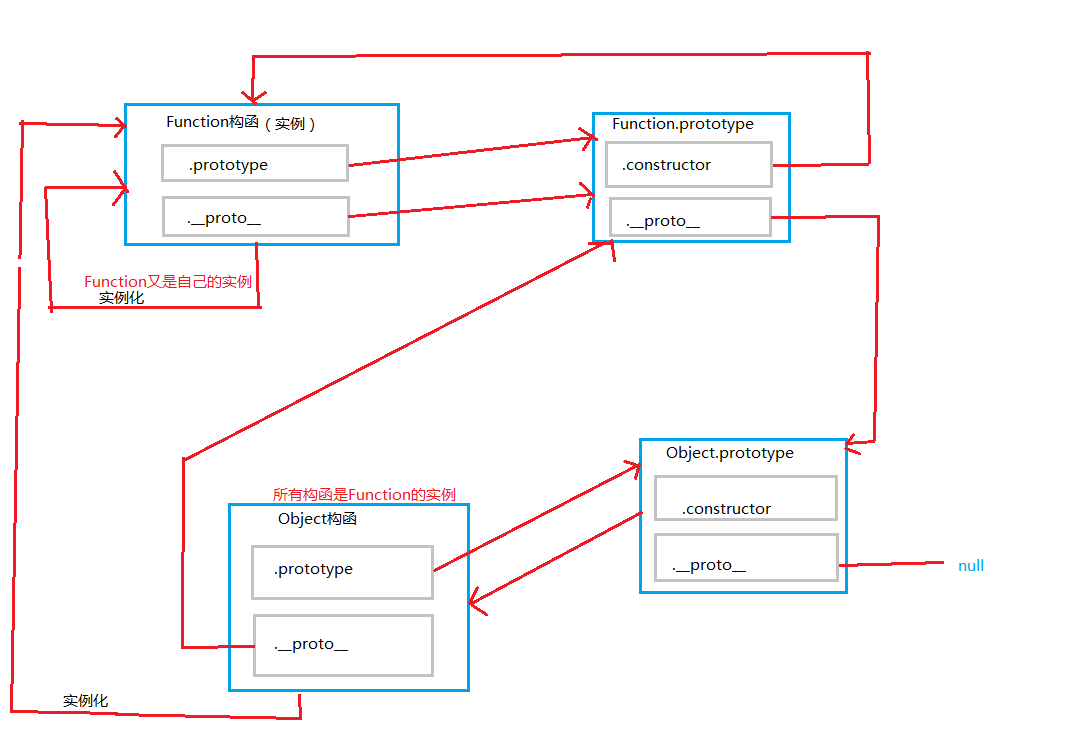 Function构函（实例）
.prototype
.__proto__
Function.prototype
.constructor
.__proto__
Function又是自己的实例
实例化
Object.prototype
.constructor
.__proto__
null
所有构函是Function的实例
Object构函
.prototype
.__proto__
实例化